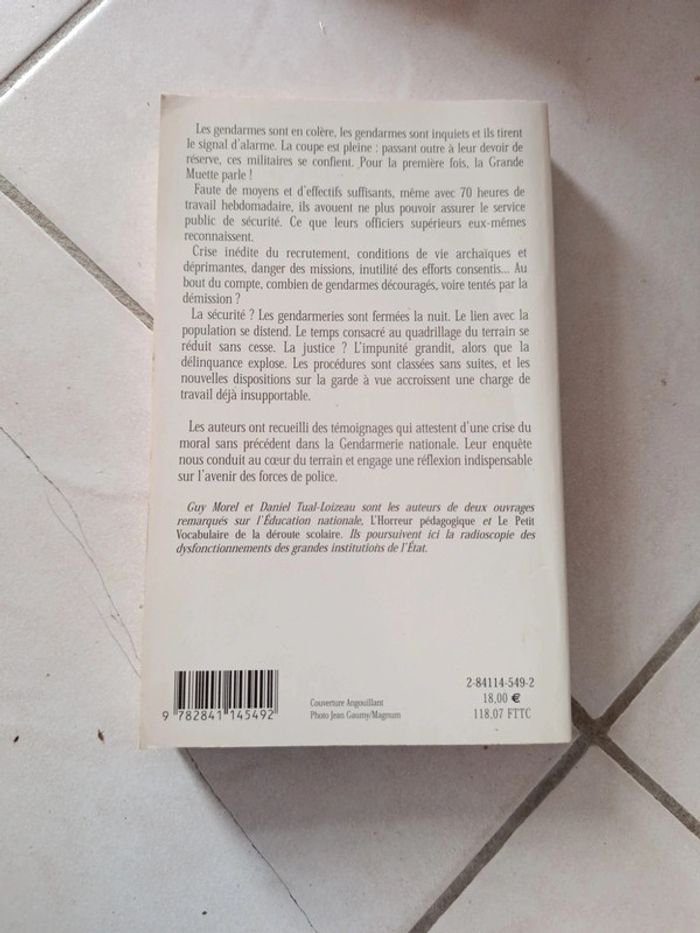 Les gendarmes sont en colère, les gendarmes sont inquiets et ils tirent
le signal d'alarme. La coupe est pleine : passant outre à leur devoir de
réserve, ces militaires se confient. Pour la première fois, la Grande
Muette parle !
Faute de moyens et d'effectifs suffisants, même avec 70 heures de
travail hebdomadaire, ils avouent ne plus pouvoir assurer le service
public de sécurité. Ce que leurs officiers supérieurs eux-mêmes
reconnaissent.
Crise inédite du recrutement, conditions de vie archaïques et
déprimantes, danger des missions, inutilité des efforts consentis... Au
bout du compte, combien de gendarmes découragés, voire tentés par la
démission ?
La sécurité ? Les gendarmeries sont fermées la nuit. Le lien avec la
population se distend. Le temps consacré au quadrillage du terrain se
réduit sans cesse. La justice ? L'impunité grandit, alors que la
délinquance explose. Les procédures sont classées sans suites, et les
nouvelles dispositions sur la garde à vue accroissent une charge de
travail déjà insupportable.
Les auteurs ont recueilli des témoignages qui attestent d'une crise du
moral sans précédent dans la Gendarmerie nationale. Leur enquête
nous conduit au cœur du terrain et engage une réflexion indispensable
sur l'avenir des forces de police.
Guy Morel et Daniel Tual-Loizeau sont les auteurs de deux ouvrages
remarqués sur l'Éducation nationale, L'Horreur pédagogique et Le Petit
Vocabulaire de la déroute scolaire. Ils poursuivent ici la radioscopie des
dysfonctionnements des grandes institutions de l'État.
9 782841 145492
Couverture Angouillant
Photo Jean Gaumy/Magnum
2-84114-549-2
18,00 €
118,07 FTTC